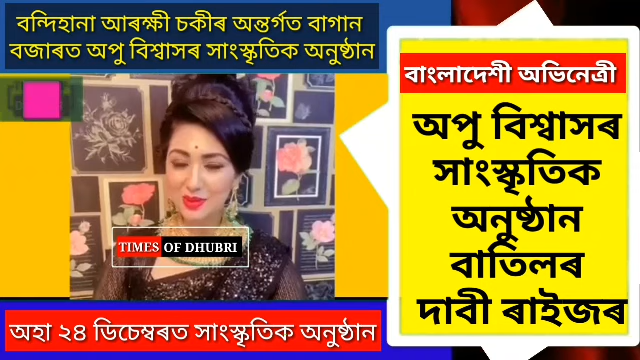 বন্দিহানা আৰক্ষী চকীৰ অন্তৰ্গত বাগান
বজাৰত অপু বিশ্বাসৰ সাংস্কৃতিক অনুষ্ঠান
বাংলাদেশী অভিনেত্ৰী
অপু বিশ্বাসৰ
সাংস্কৃতিক
অনুষ্ঠান
বাতিলৰ
দাবী ৰাইজৰ
TIMES OF DHUBRI
অহা ২৪ ডিচেম্বৰত সাংস্কৃতিক অনুষ্ঠান